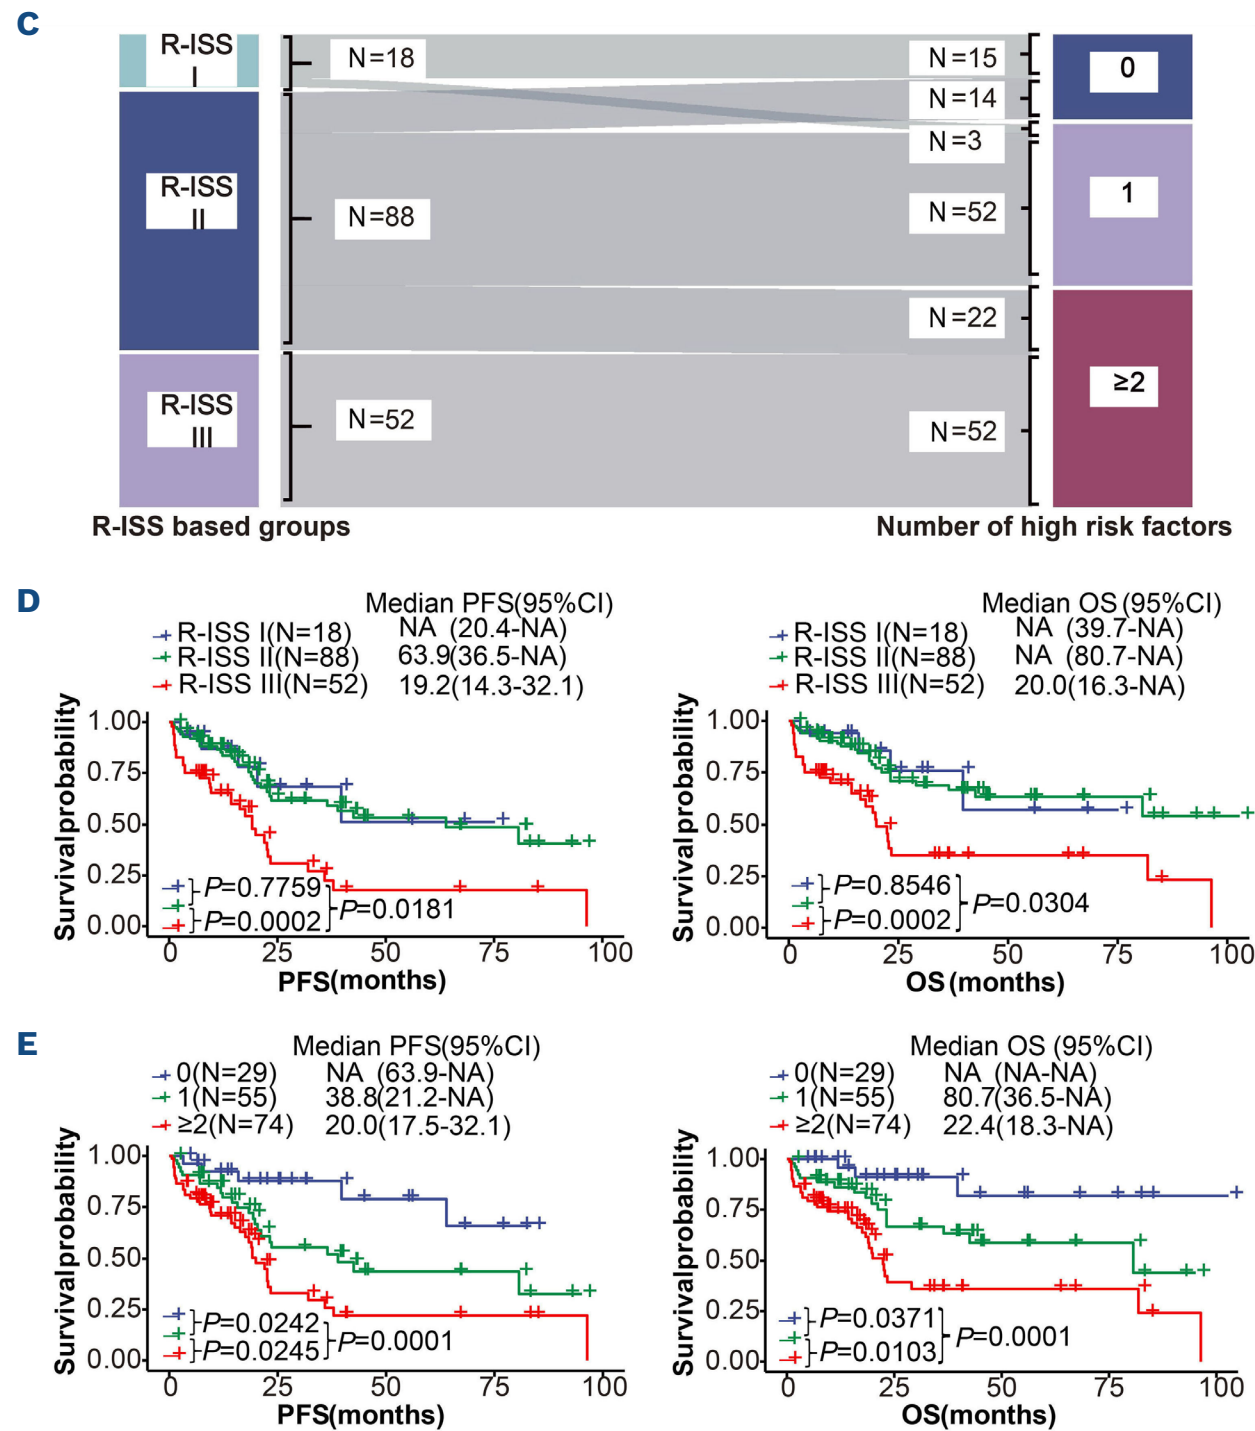 C
R-ISS
I
N=18
N=15
0
N=14
R-ISS
II
N=3
1
N=88
N=52
N=22
≥2
R-ISS
III
N=52
N=52
R-ISS based groups
Number of high risk factors
D
Median PFS(95%CI)
R-ISS I(N=18) NA (20.4-NA)
R-ISS II(N=88) 63.9(36.5-NA)
R-ISS III(N=52) 19.2(14.3-32.1)
Survivalprobability
1.00
0.75
0.50
0.25
0.00
P=0.7759
P=0.0002
P=0.0181
0 25 50 75 100
PFS(months)
Median OS (95%CI)
R-ISS I(N=18) NA (39.7-NA)
R-ISS II(N=88) NA (80.7-NA)
R-ISS III(N=52) 20.0(16.3-NA)
Survivalprobability
1.00
0.75
0.50
0.25
0.00
P=0.8546
P=0.0002
P=0.0304
0 25 50 75 100
OS (months)
E
Median PFS(95%CI)
0(N=29) NA (63.9-NA)
1(N=55) 38.8(21.2-NA)
≥2(N=74) 20.0(17.5-32.1)
Survivalprobability
1.00
0.75
0.50
0.25
0.00
P=0.0242
P=0.0245
P=0.0001
0 25 50 75 100
PFS(months)
Median OS (95%CI)
0(N=29) NA (NA-NA)
1(N=55) 80.7(36.5-NA)
≥2(N=74) 22.4(18.3-NA)
Survivalprobability
1.00
0.75
0.50
0.25
0.00
P=0.0371
P=0.0103
P=0.0001
0 25 50 75 100
OS(months)